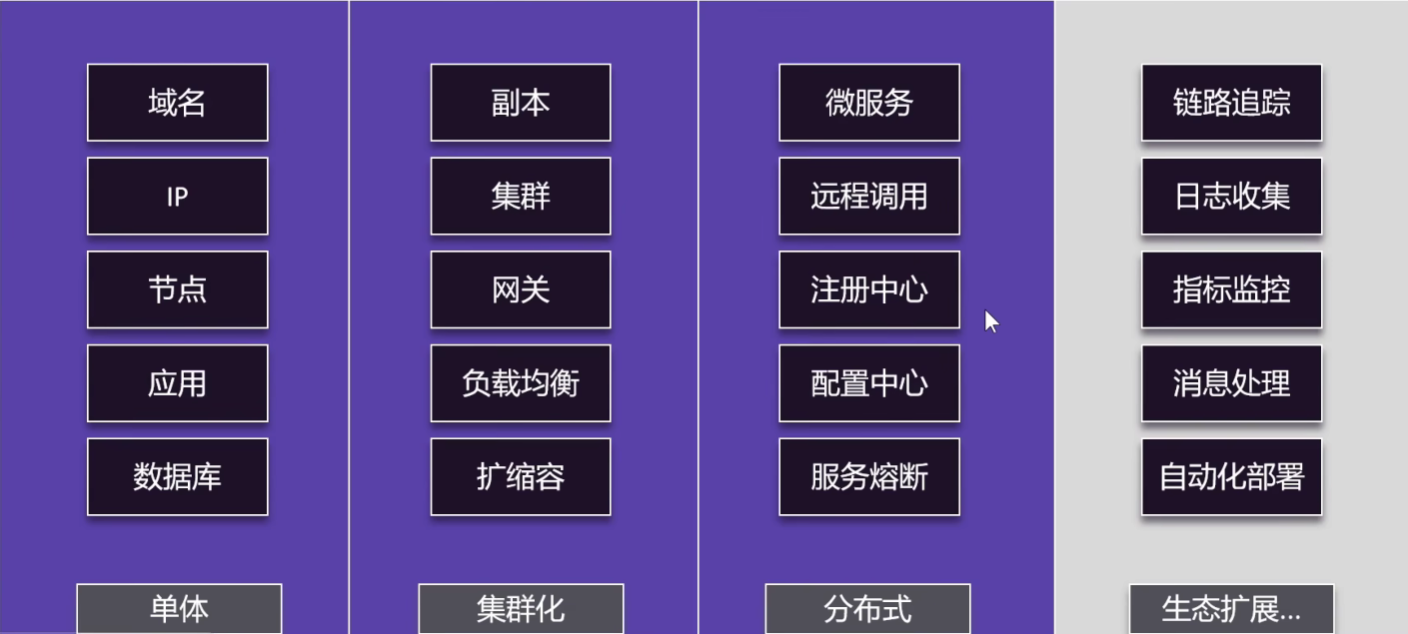 域名
IP
节点
应用
数据库
单体
副本
集群
网关
负载均衡
扩缩容
集群化
微服务
远程调用
注册中心
配置中心
服务熔断
分布式
链路追踪
日志收集
指标监控
消息处理
自动化部署
生态扩展...